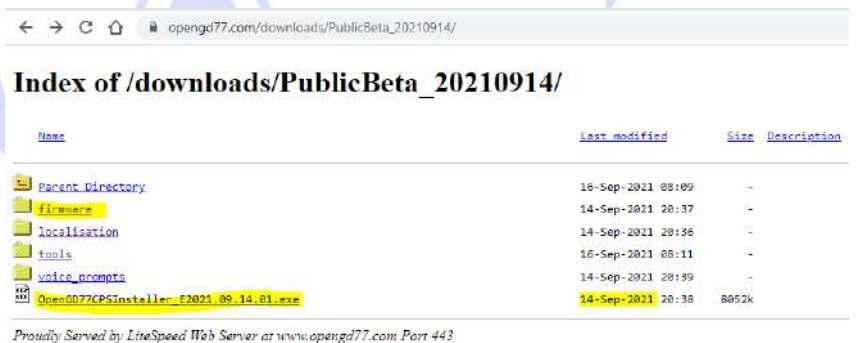 opengd77.com/downloads/PublicBeta_20210914/
Index of /downloads/PublicBeta_20210914/
Name Last modified Size Description
Parent Directory 16-Sep-2021 08:09 -
firmware 14-Sep-2021 20:37 -
localisation 14-Sep-2021 20:36 -
tools 16-Sep-2021 08:11 -
voice_prompts 14-Sep-2021 20:39 -
OpenGD77CPSInstaller_E2021.09.14.01.exe 14-Sep-2021 20:38 8052k
Proudly Served by LiteSpeed Web Server at www.opengd77.com Port 443